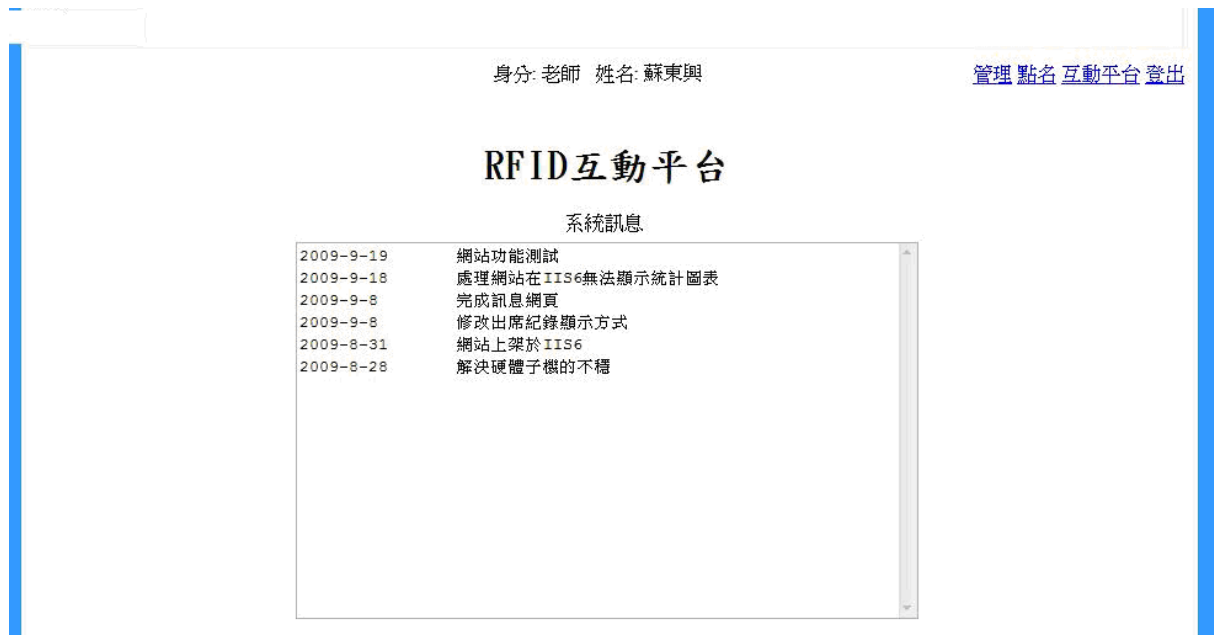 身分: 老師 姓名: 蘇東興
管理 點名 互動平台 登出
RFID互動平台
系統訊息
2009-9-19 網站功能測試
2009-9-18 處理網站在IIS6無法顯示統計圖表
2009-9-8 完成訊息網頁
2009-9-8 修改出席紀錄顯示方式
2009-8-31 網站上架於IIS6
2009-8-28 解決硬體子機的不穩